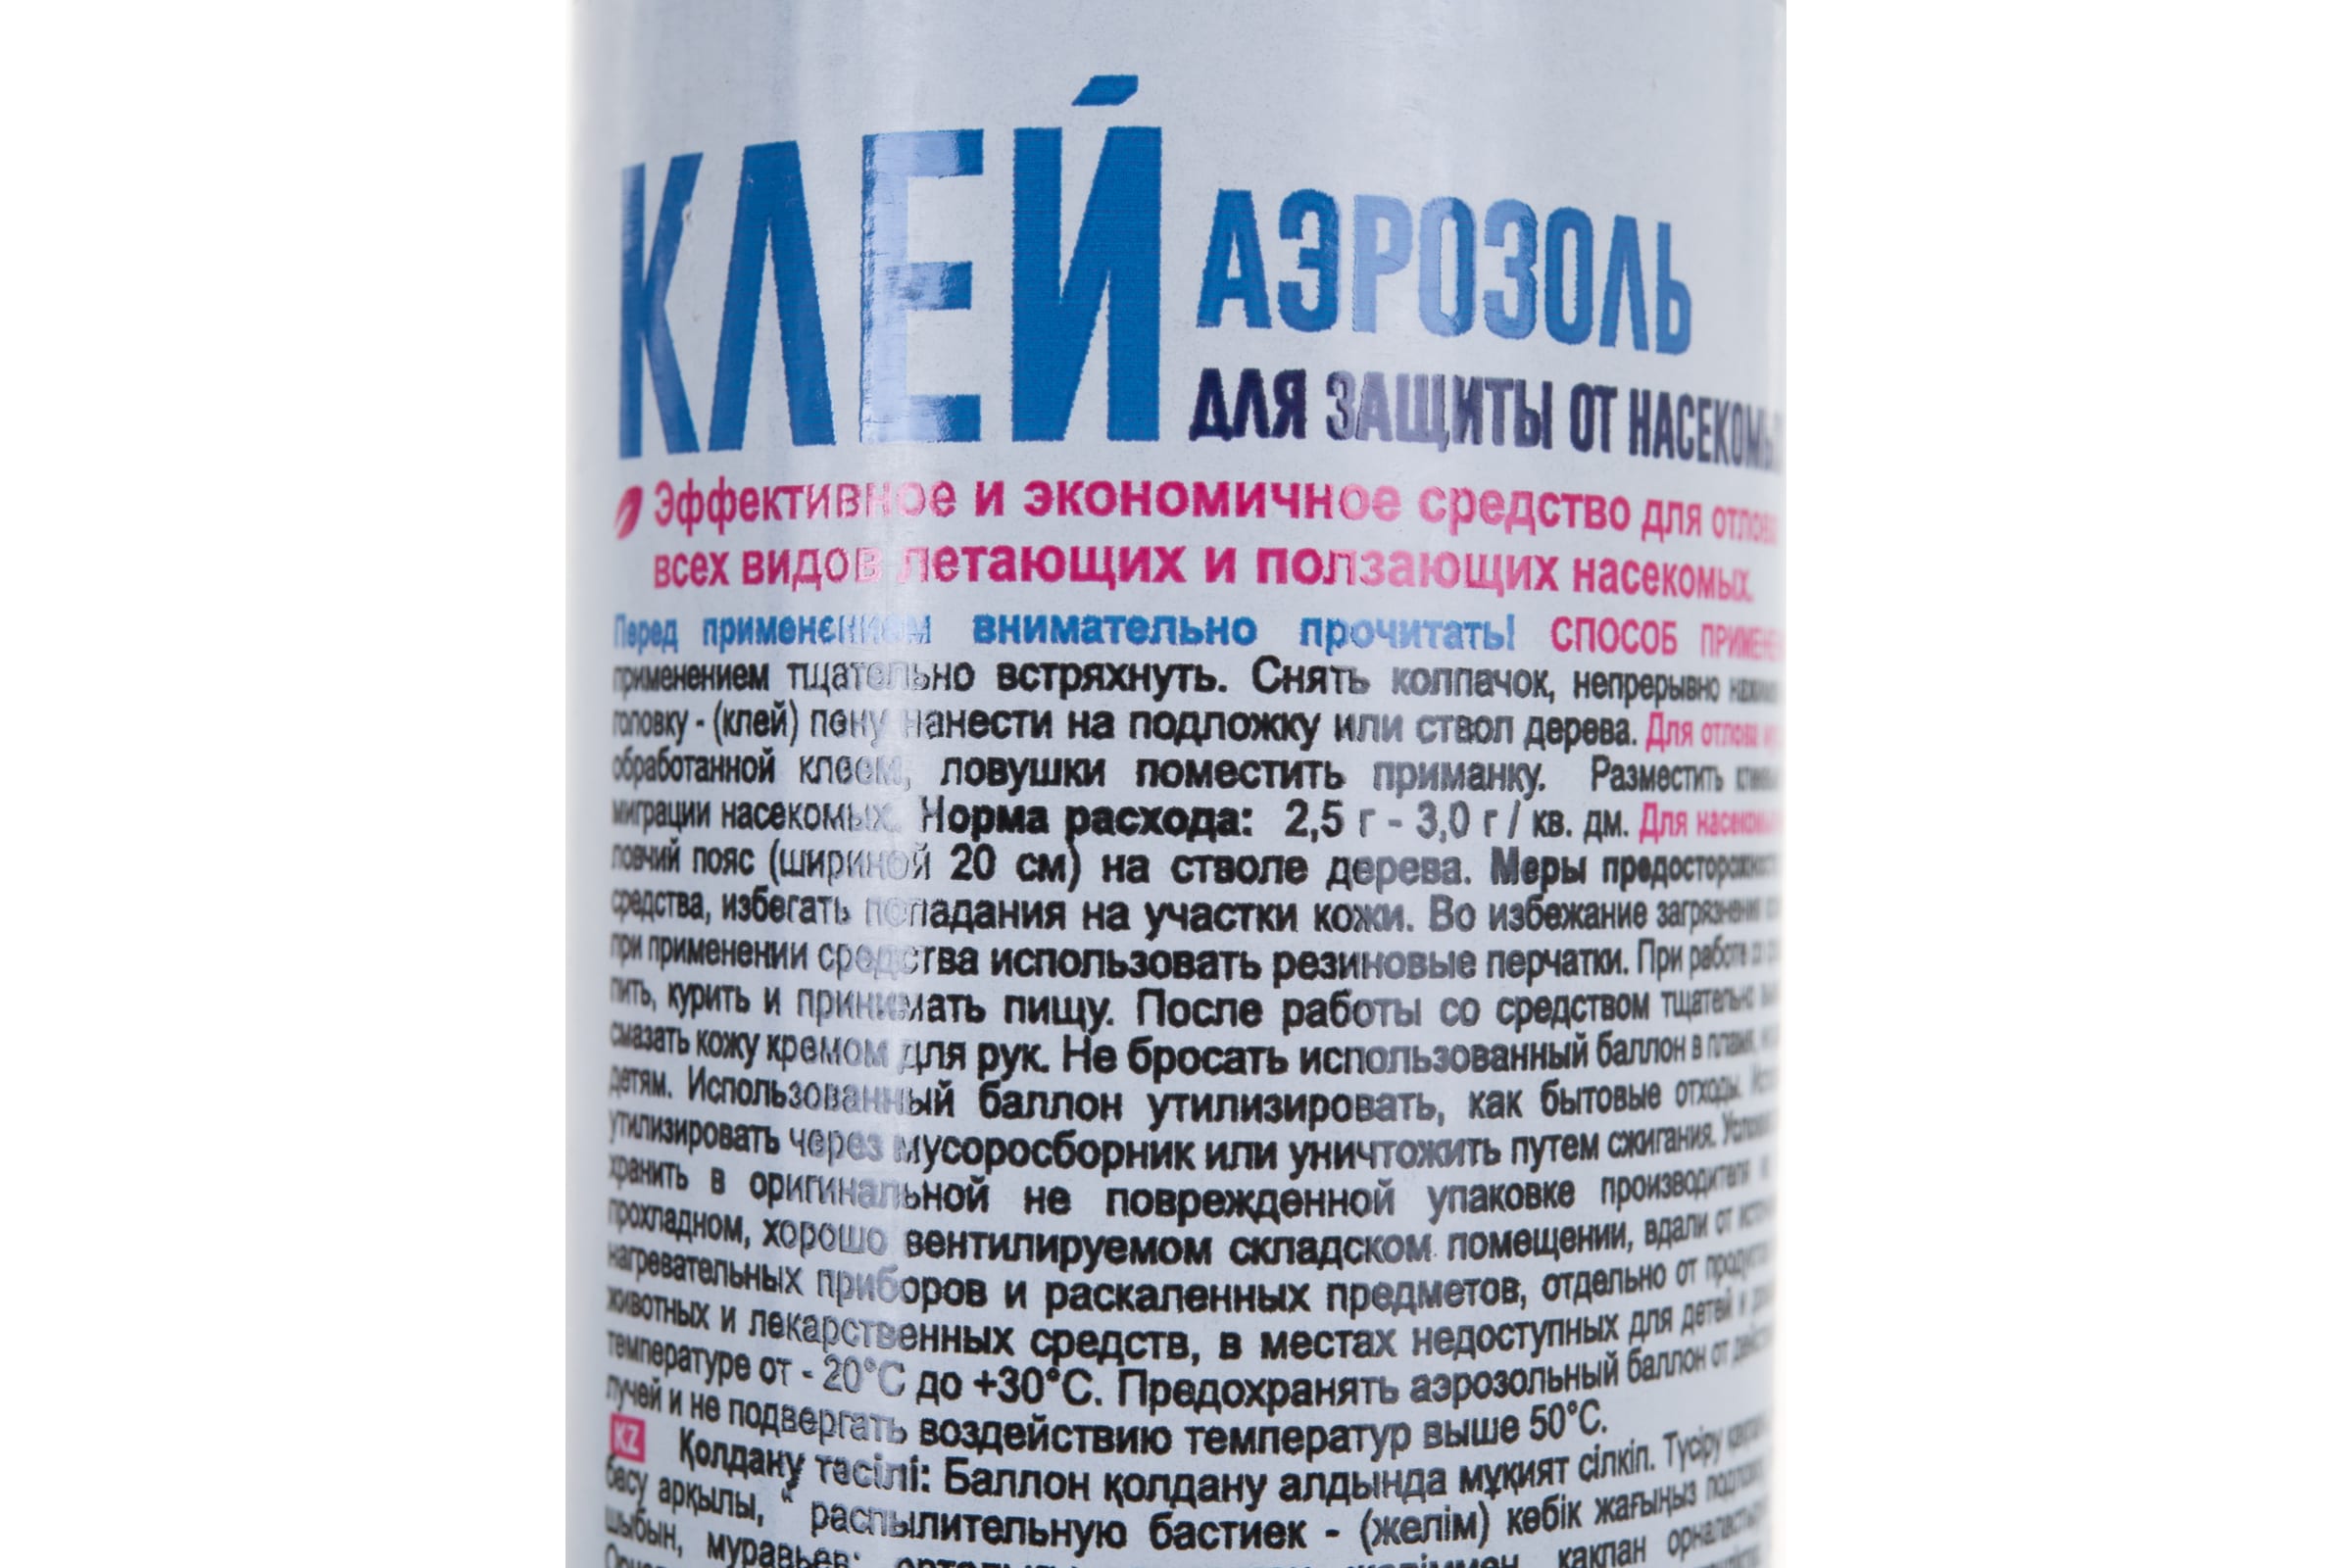 КЛЕЙ
АЭРОЗОЛЬ
ДЛЯ ЗАЩИТЫ ОТ
Эффективное и экономичное средство для отлова
всех видов летающих и ползающих насекомых.
Перед применением внимательно прочитать! СПОСОБ
применением тщательно встряхнуть. Снять колпачок, непрерывно
головку - (клей) пену нанести на подложку или ствол дерева. Для отлова
обработанной клеем, ловушки поместить приманку. Разместить
миграции насекомых. Норма расхода: 2,5 г - 3,0 г / кв. дм. Для
ловчий пояс (шириной 20 см) на стволе дерева. Меры
средства, избегать попадания на участки кожи. Во избежание загрязнения
при применении средства использовать резиновые перчатки. При работе
пить, курить и принимать пищу. После работы со средством тщательно
смазать кожу кремом для рук. Не бросать использованный баллон в
детям. Использованный баллон утилизировать, как бытовые отходы.
утилизировать через мусоросборник или уничтожить путем сжигания.
хранить в оригинальной не поврежденной упаковке производителя в
прохладном, хорошо вентилируемом складском помещении, вдали от
нагревательных приборов и раскаленных предметов, отдельно от
животных и лекарственных средств, в местах недоступных для детей и
температуре от - 20°С до +30°С. Предохранять аэрозольный баллон от
лучей и не подвергать воздействию температур выше 50°С.
KZ Қолдану тәсілі: Баллон қолдану алдында мұқият сілкіп. Түсіру
басу арқылы, " распылительную бастиек - (желім) көбік жағыңыз
шыбын, муравьев: қақпан